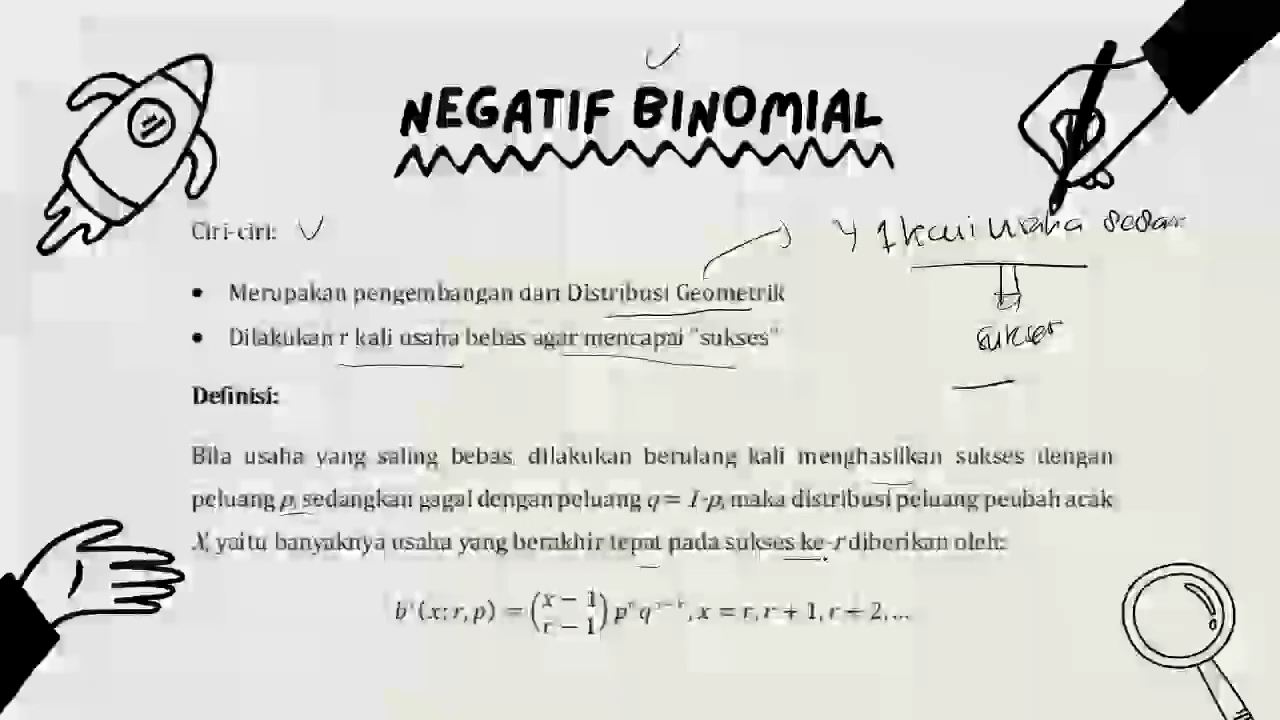 NEGATIF BINOMIAL
Ciri-ciri:
1 kali usaha
• Merupakan pengembangan dari Distribusi Geometrik
• Dilakukan r kali usaha bebas agar mencapai "sukses"
sukses
Definisi:
Bila usaha yang saling bebas, dilakukan berulang kali menghasilkan sukses dengan
peluang p, sedangkan gagal dengan peluang q = 1-p, maka distribusi peluang peubah acak
X, yaitu banyaknya usaha yang berakhir tepat pada sukses ke-r diberikan oleh:
b*(x; r, p) = (x − 1 / r − 1) p^r q^{x−r}, x = r, r + 1, r + 2, ...